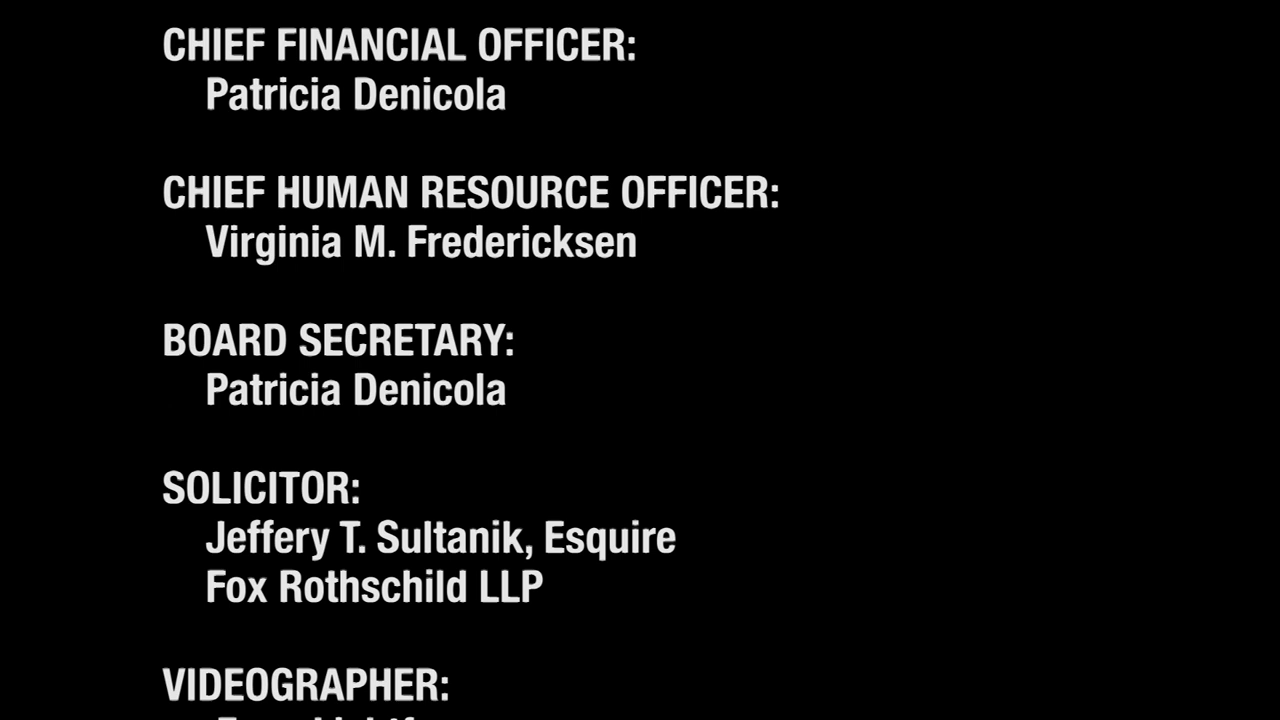 CHIEF FINANCIAL OFFICER:
Patricia Denicola
CHIEF HUMAN RESOURCE OFFICER:
Virginia M. Fredericksen
BOARD SECRETARY:
Patricia Denicola
SOLICITOR:
Jeffery T. Sultanik, Esquire
Fox Rothschild LLP
VIDEOGRAPHER: